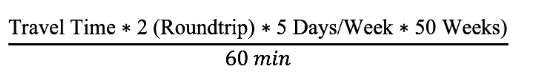 Travel Time * 2 (Roundtrip) * 5 Days/Week * 50 Weeks)
60 min